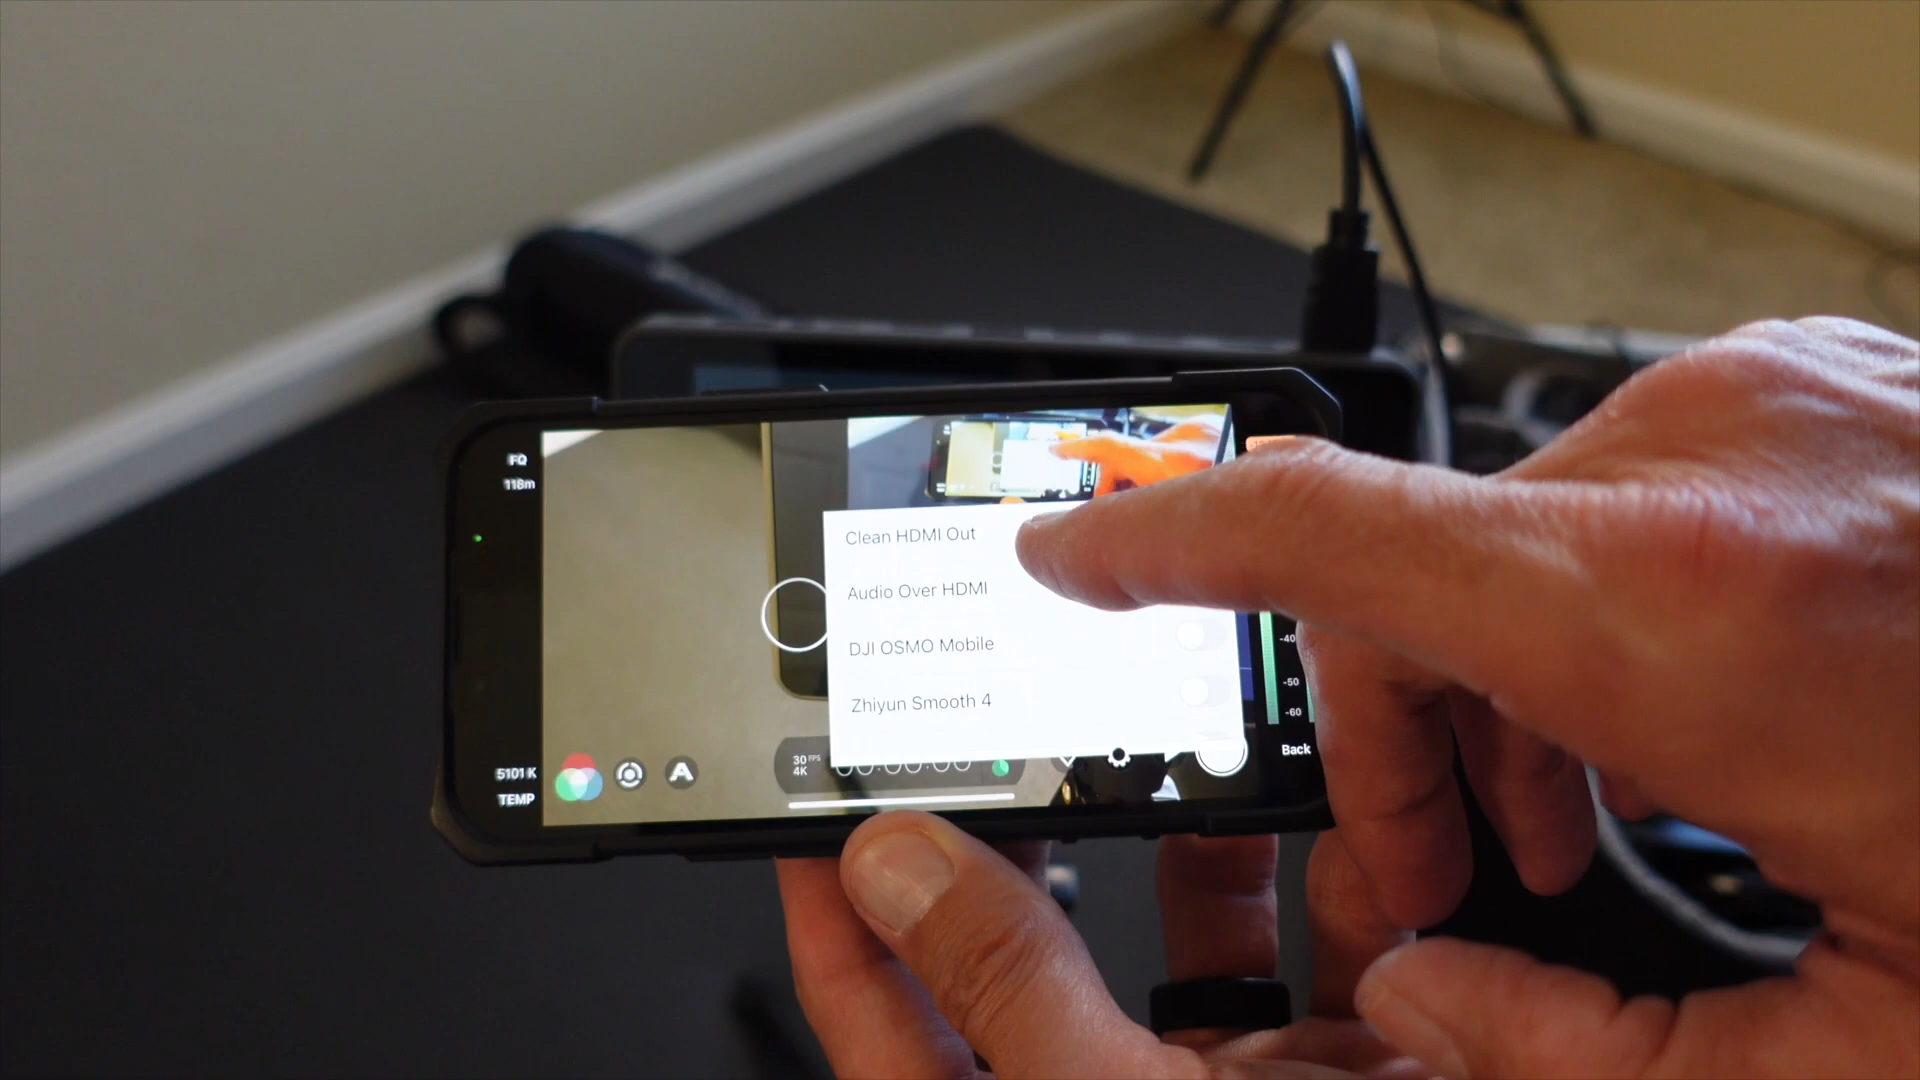 FQ
118m
Clean HDMI Out
Audio Over HDMI
DJI OSMO Mobile
Zhiyun Smooth 4
-40
-50
-60
Back
5101 K
TEMP
A
30 FPS
4K